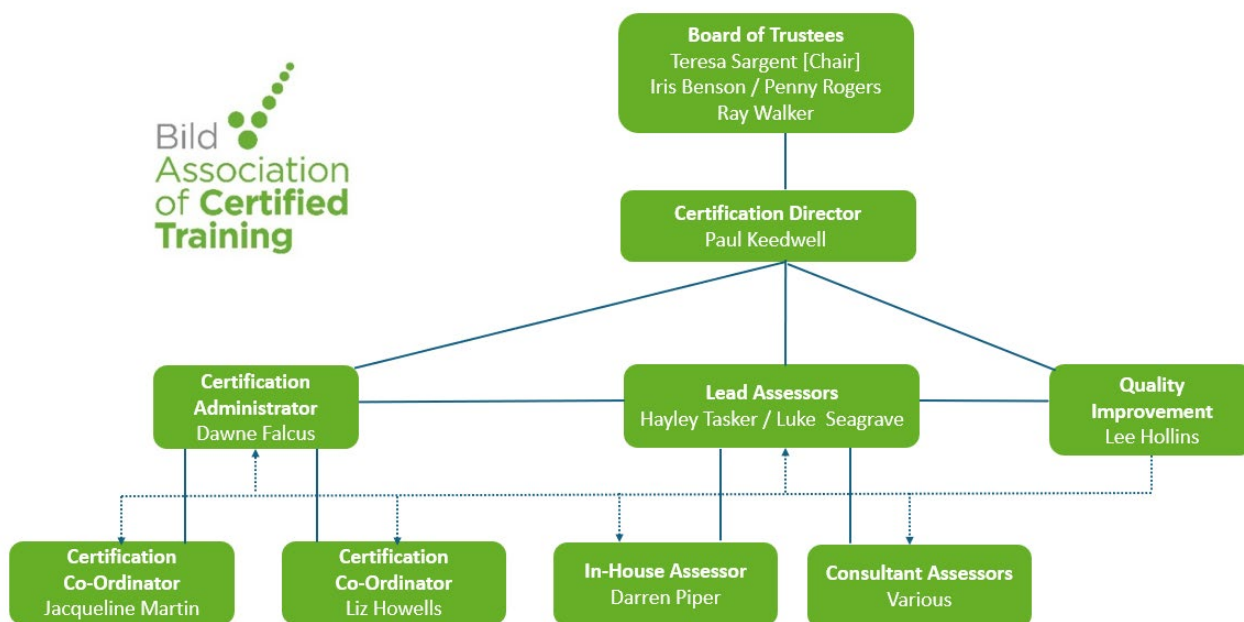 Bild
Association
of Certified
Training
Board of Trustees
Teresa Sargent [Chair]
Iris Benson / Penny Rogers
Ray Walker
Certification Director
Paul Keedwell
Certification
Administrator
Dawne Falcus
Lead Assessors
Hayley Tasker / Luke  Seagrave
Quality
Improvement
Lee Hollins
Certification
Co-Ordinator
Jacqueline Martin
Certification
Co-Ordinator
Liz Howells
In-House Assessor
Darren Piper
Consultant Assessors
Various